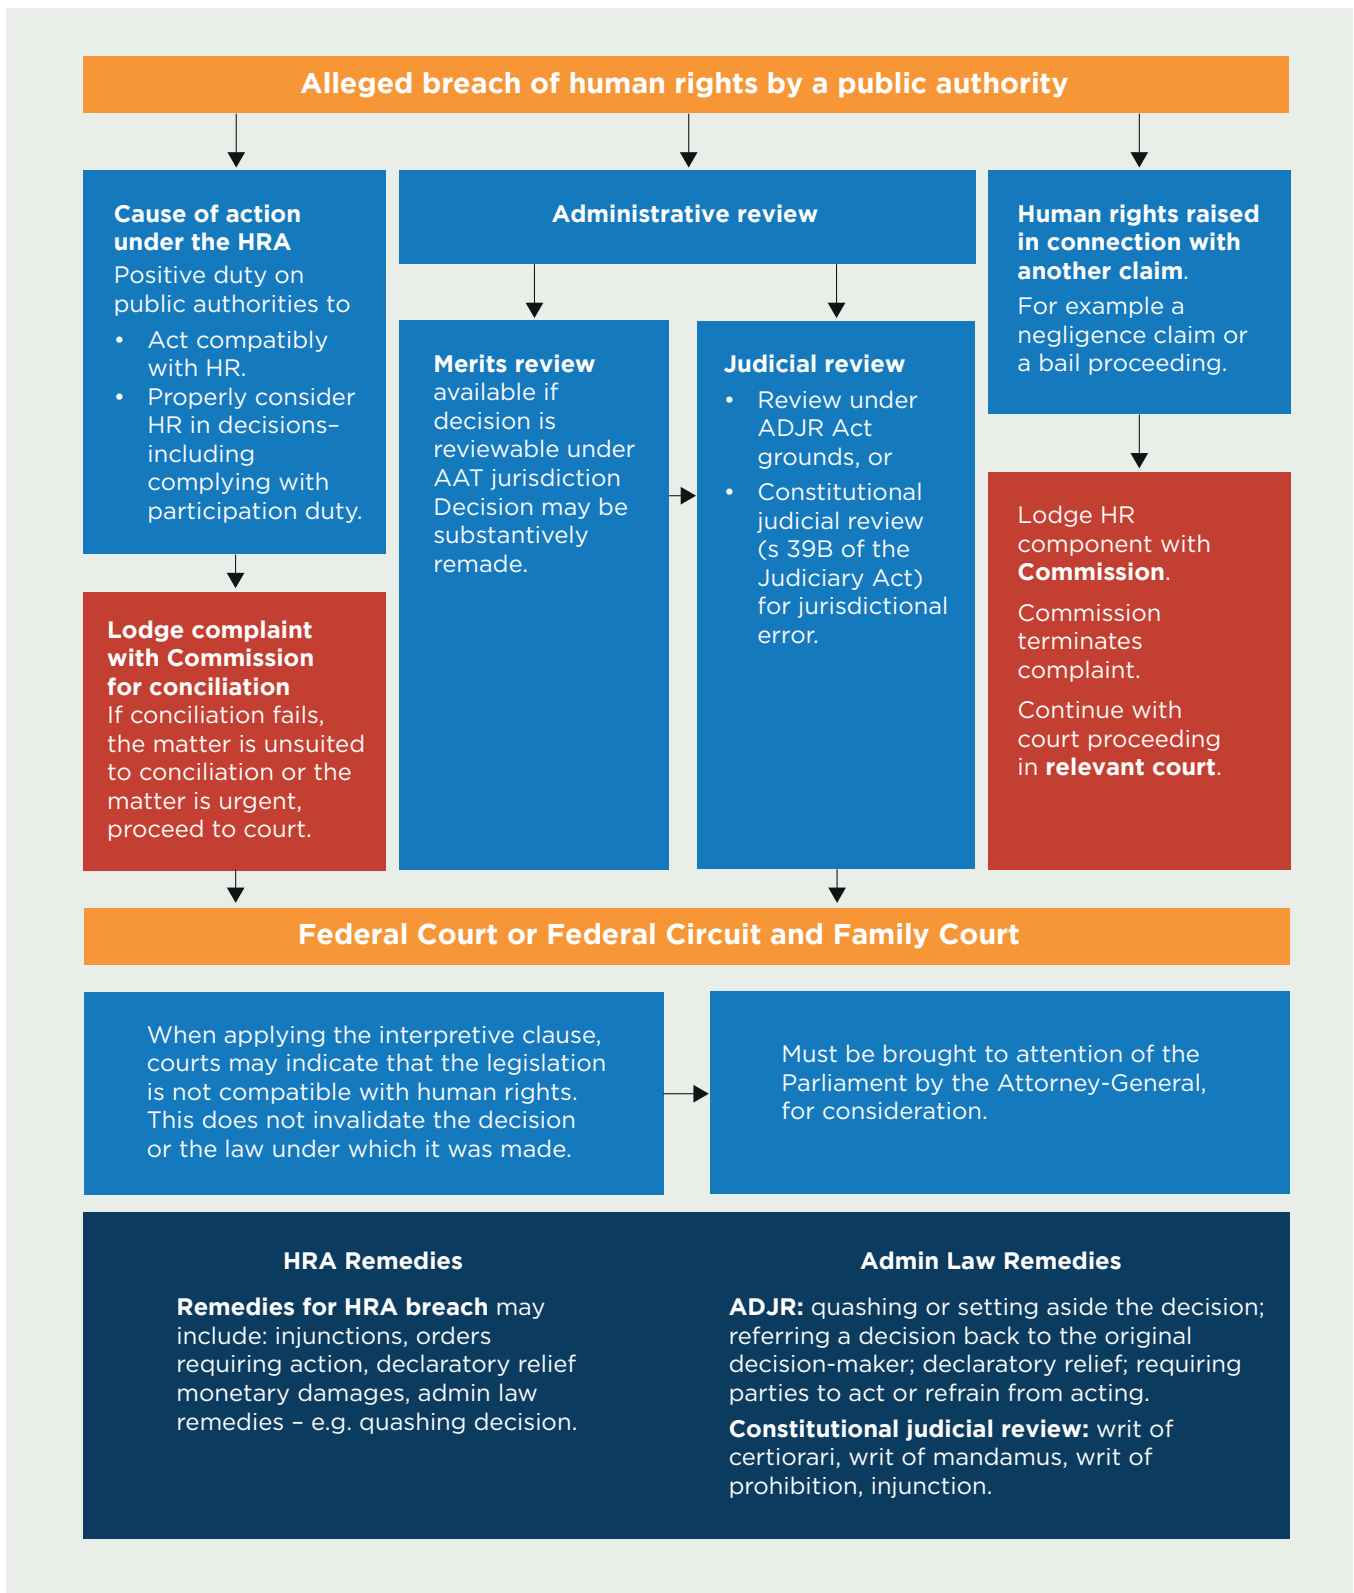 Alleged breach of human rights by a public authority
Cause of action
under the HRA
Positive duty on
public authorities to
• Act compatibly
with HR.
• Properly consider
HR in decisions–
including
complying with
participation duty.
Lodge complaint
with Commission
for conciliation
If conciliation fails,
the matter is unsuited
to conciliation or the
matter is urgent,
proceed to court.
Administrative review
Merits review
available if
decision is
reviewable under
AAT jurisdiction
Decision may be
substantively
remade.
Judicial review
• Review under
ADJR Act
grounds, or
• Constitutional
judicial review
(s 39B of the
Judiciary Act)
for jurisdictional
error.
Human rights raised
in connection with
another claim.
For example a
negligence claim or
a bail proceeding.
Lodge HR
component with
Commission.
Commission
terminates
complaint.
Continue with
court proceeding
in relevant court.
Federal Court or Federal Circuit and Family Court
When applying the interpretive clause,
courts may indicate that the legislation
is not compatible with human rights.
This does not invalidate the decision
or the law under which it was made.
Must be brought to attention of the
Parliament by the Attorney-General,
for consideration.
HRA Remedies
Remedies for HRA breach may
include: injunctions, orders
requiring action, declaratory relief
monetary damages, admin law
remedies – e.g. quashing decision.
Admin Law Remedies
ADJR: quashing or setting aside the decision;
referring a decision back to the original
decision-maker; declaratory relief; requiring
parties to act or refrain from acting.
Constitutional judicial review: writ of
certiorari, writ of mandamus, writ of
prohibition, injunction.